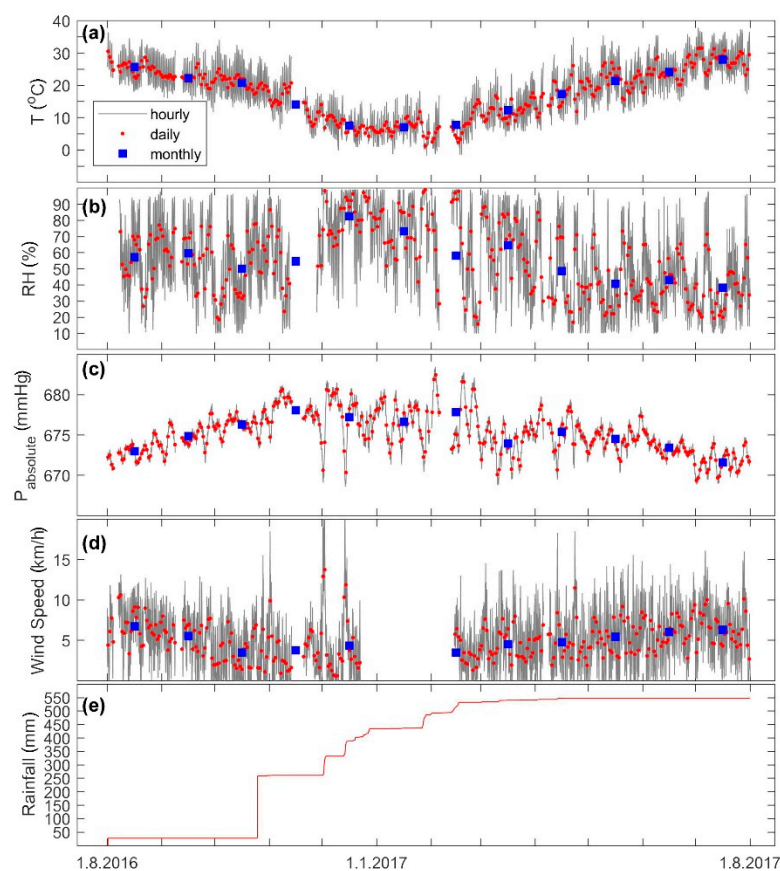 (a)
40
30
20
10
0
T (°C)
hourly
daily
monthly
(b)
90
80
70
60
50
40
30
20
10
RH (%)
(c)
680
675
670
P absolute (mmHg)
(d)
15
10
5
Wind Speed (km/h)
(e)
550
500
450
400
350
300
250
200
150
100
50
Rainfall (mm)
1.8.2016 1.1.2017 1.8.2017